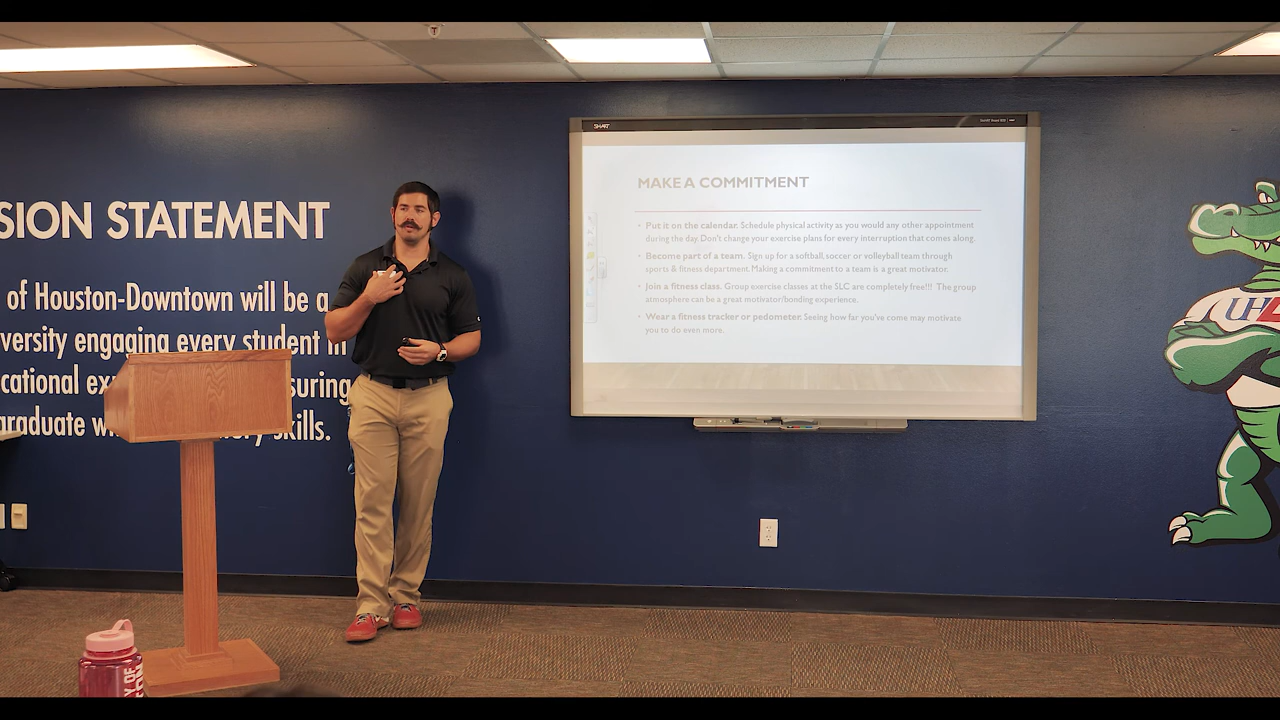 SION STATEMENT
of Houston-Downtown will be a
versity engaging every student in
cational suring
graduate skills.
SMART
MAKE A COMMITMENT
• Put it on the calendar. Schedule physical activity as you would any other appointment
during the day. Don't change your exercise plans for every interruption that comes along.
• Become part of a team. Sign up for a softball, soccer or volleyball team through
sports & fitness department. Making a commitment to a team is a great motivator.
• Join a fitness class. Group exercise classes at the SLC are completely free!!! The group
atmosphere can be a great motivator/bonding experience.
• Wear a fitness tracker or pedometer. Seeing how far you've come may motivate
you to do even more.